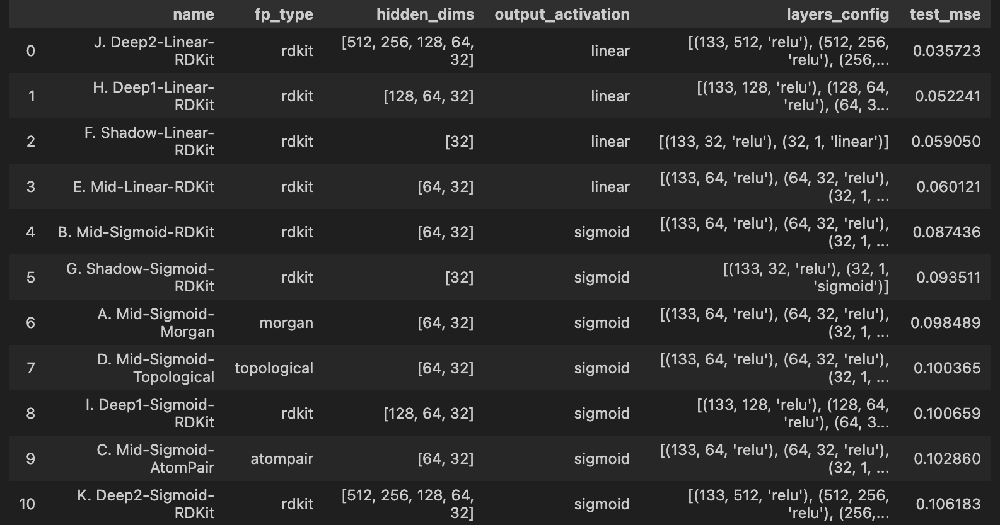 name fp_type hidden_dims output_activation layers_config test_mse
0 J. Deep2-Linear-RDKit rdkit [512, 256, 128, 64, 32] linear [(133, 512, 'relu'), (512, 256, 'relu'), (256,... 0.035723
1 H. Deep1-Linear-RDKit rdkit [128, 64, 32] linear [(133, 128, 'relu'), (128, 64, 'relu'), (64, 3... 0.052241
2 F. Shadow-Linear-RDKit rdkit [32] linear [(133, 32, 'relu'), (32, 1, 'linear')] 0.059050
3 E. Mid-Linear-RDKit rdkit [64, 32] linear [(133, 64, 'relu'), (64, 32, 'relu'), (32, 1, ... 0.060121
4 B. Mid-Sigmoid-RDKit rdkit [64, 32] sigmoid [(133, 64, 'relu'), (64, 32, 'relu'), (32, 1, ... 0.087436
5 G. Shadow-Sigmoid-RDKit rdkit [32] sigmoid [(133, 32, 'relu'), (32, 1, 'sigmoid')] 0.093511
6 A. Mid-Sigmoid-Morgan morgan [64, 32] sigmoid [(133, 64, 'relu'), (64, 32, 'relu'), (32, 1, ... 0.098489
7 D. Mid-Sigmoid-Topological topological [64, 32] sigmoid [(133, 64, 'relu'), (64, 32, 'relu'), (32, 1, ... 0.100365
8 I. Deep1-Sigmoid-RDKit rdkit [128, 64, 32] sigmoid [(133, 128, 'relu'), (128, 64, 'relu'), (64, 3... 0.100659
9 C. Mid-Sigmoid-AtomPair atompair [64, 32] sigmoid [(133, 64, 'relu'), (64, 32, 'relu'), (32, 1, ... 0.102860
10 K. Deep2-Sigmoid-RDKit rdkit [512, 256, 128, 64, 32] sigmoid [(133, 512, 'relu'), (512, 256, 'relu'), (256,... 0.106183